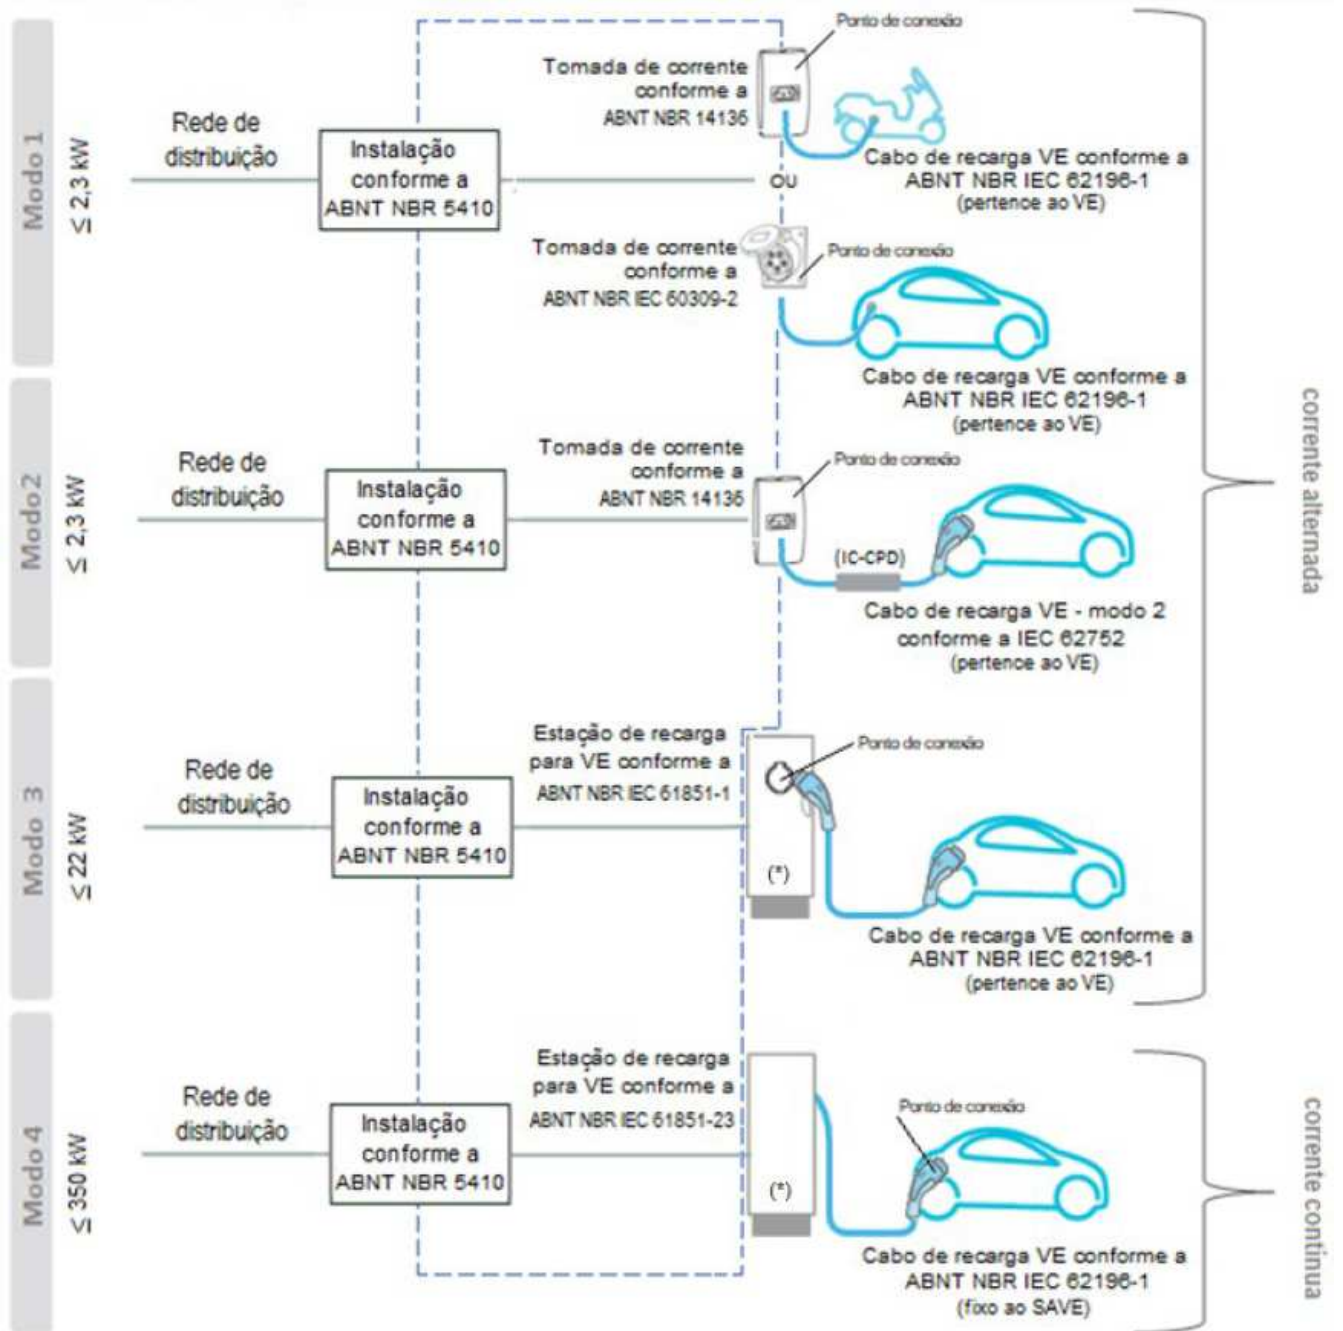 Modo 1
≤ 2,3 kW
Rede de
distribuição
Instalação
conforme a
ABNT NBR 5410
Tomada de corrente
conforme a
ABNT NBR 14136
Ponto de conexão
Cabo de recarga VE conforme a
ABNT NBR IEC 62196-1
(pertence ao VE)
OU
Tomada de corrente
conforme a
ABNT NBR IEC 60309-2
Ponto de conexão
Cabo de recarga VE conforme a
ABNT NBR IEC 62196-1
(pertence ao VE)
Modo2
≤ 2,3 kW
Rede de
distribuição
Instalação
conforme a
ABNT NBR 5410
Tomada de corrente
conforme a
ABNT NBR 14136
Ponto de conexão
(IC-CPD)
Cabo de recarga VE - modo 2
conforme a IEC 62752
(pertence ao VE)
Modo 3
≤ 22 kW
Rede de
distribuição
Instalação
conforme a
ABNT NBR 5410
Estação de recarga
para VE conforme a
ABNT NBR IEC 61851-1
Ponto de conexão
(*)
Cabo de recarga VE conforme a
ABNT NBR IEC 62196-1
(pertence ao VE)
corrente alternada
Modo 4
≤ 350 kW
Rede de
distribuição
Instalação
conforme a
ABNT NBR 5410
Estação de recarga
para VE conforme a
ABNT NBR IEC 61851-23
Ponto de conexão
(*)
Cabo de recarga VE conforme a
ABNT NBR IEC 62196-1
(fixo ao SAVE)
corrente continua